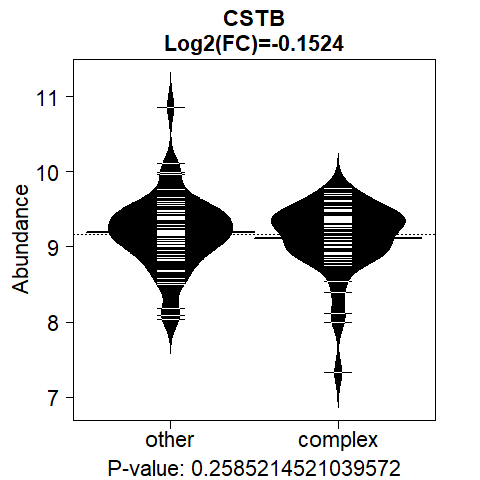 CSTB
Log2(FC)=-0.1524
Abundance
11
10
9
8
7
other complex
P-value: 0.2585214521039572